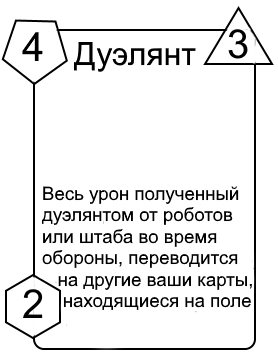 4
Дуэлянт
3
Весь урон полученный
дуэлянтом от роботов
или штаба во время
обороны, переводится
на другие ваши карты,
находящиеся на поле
2